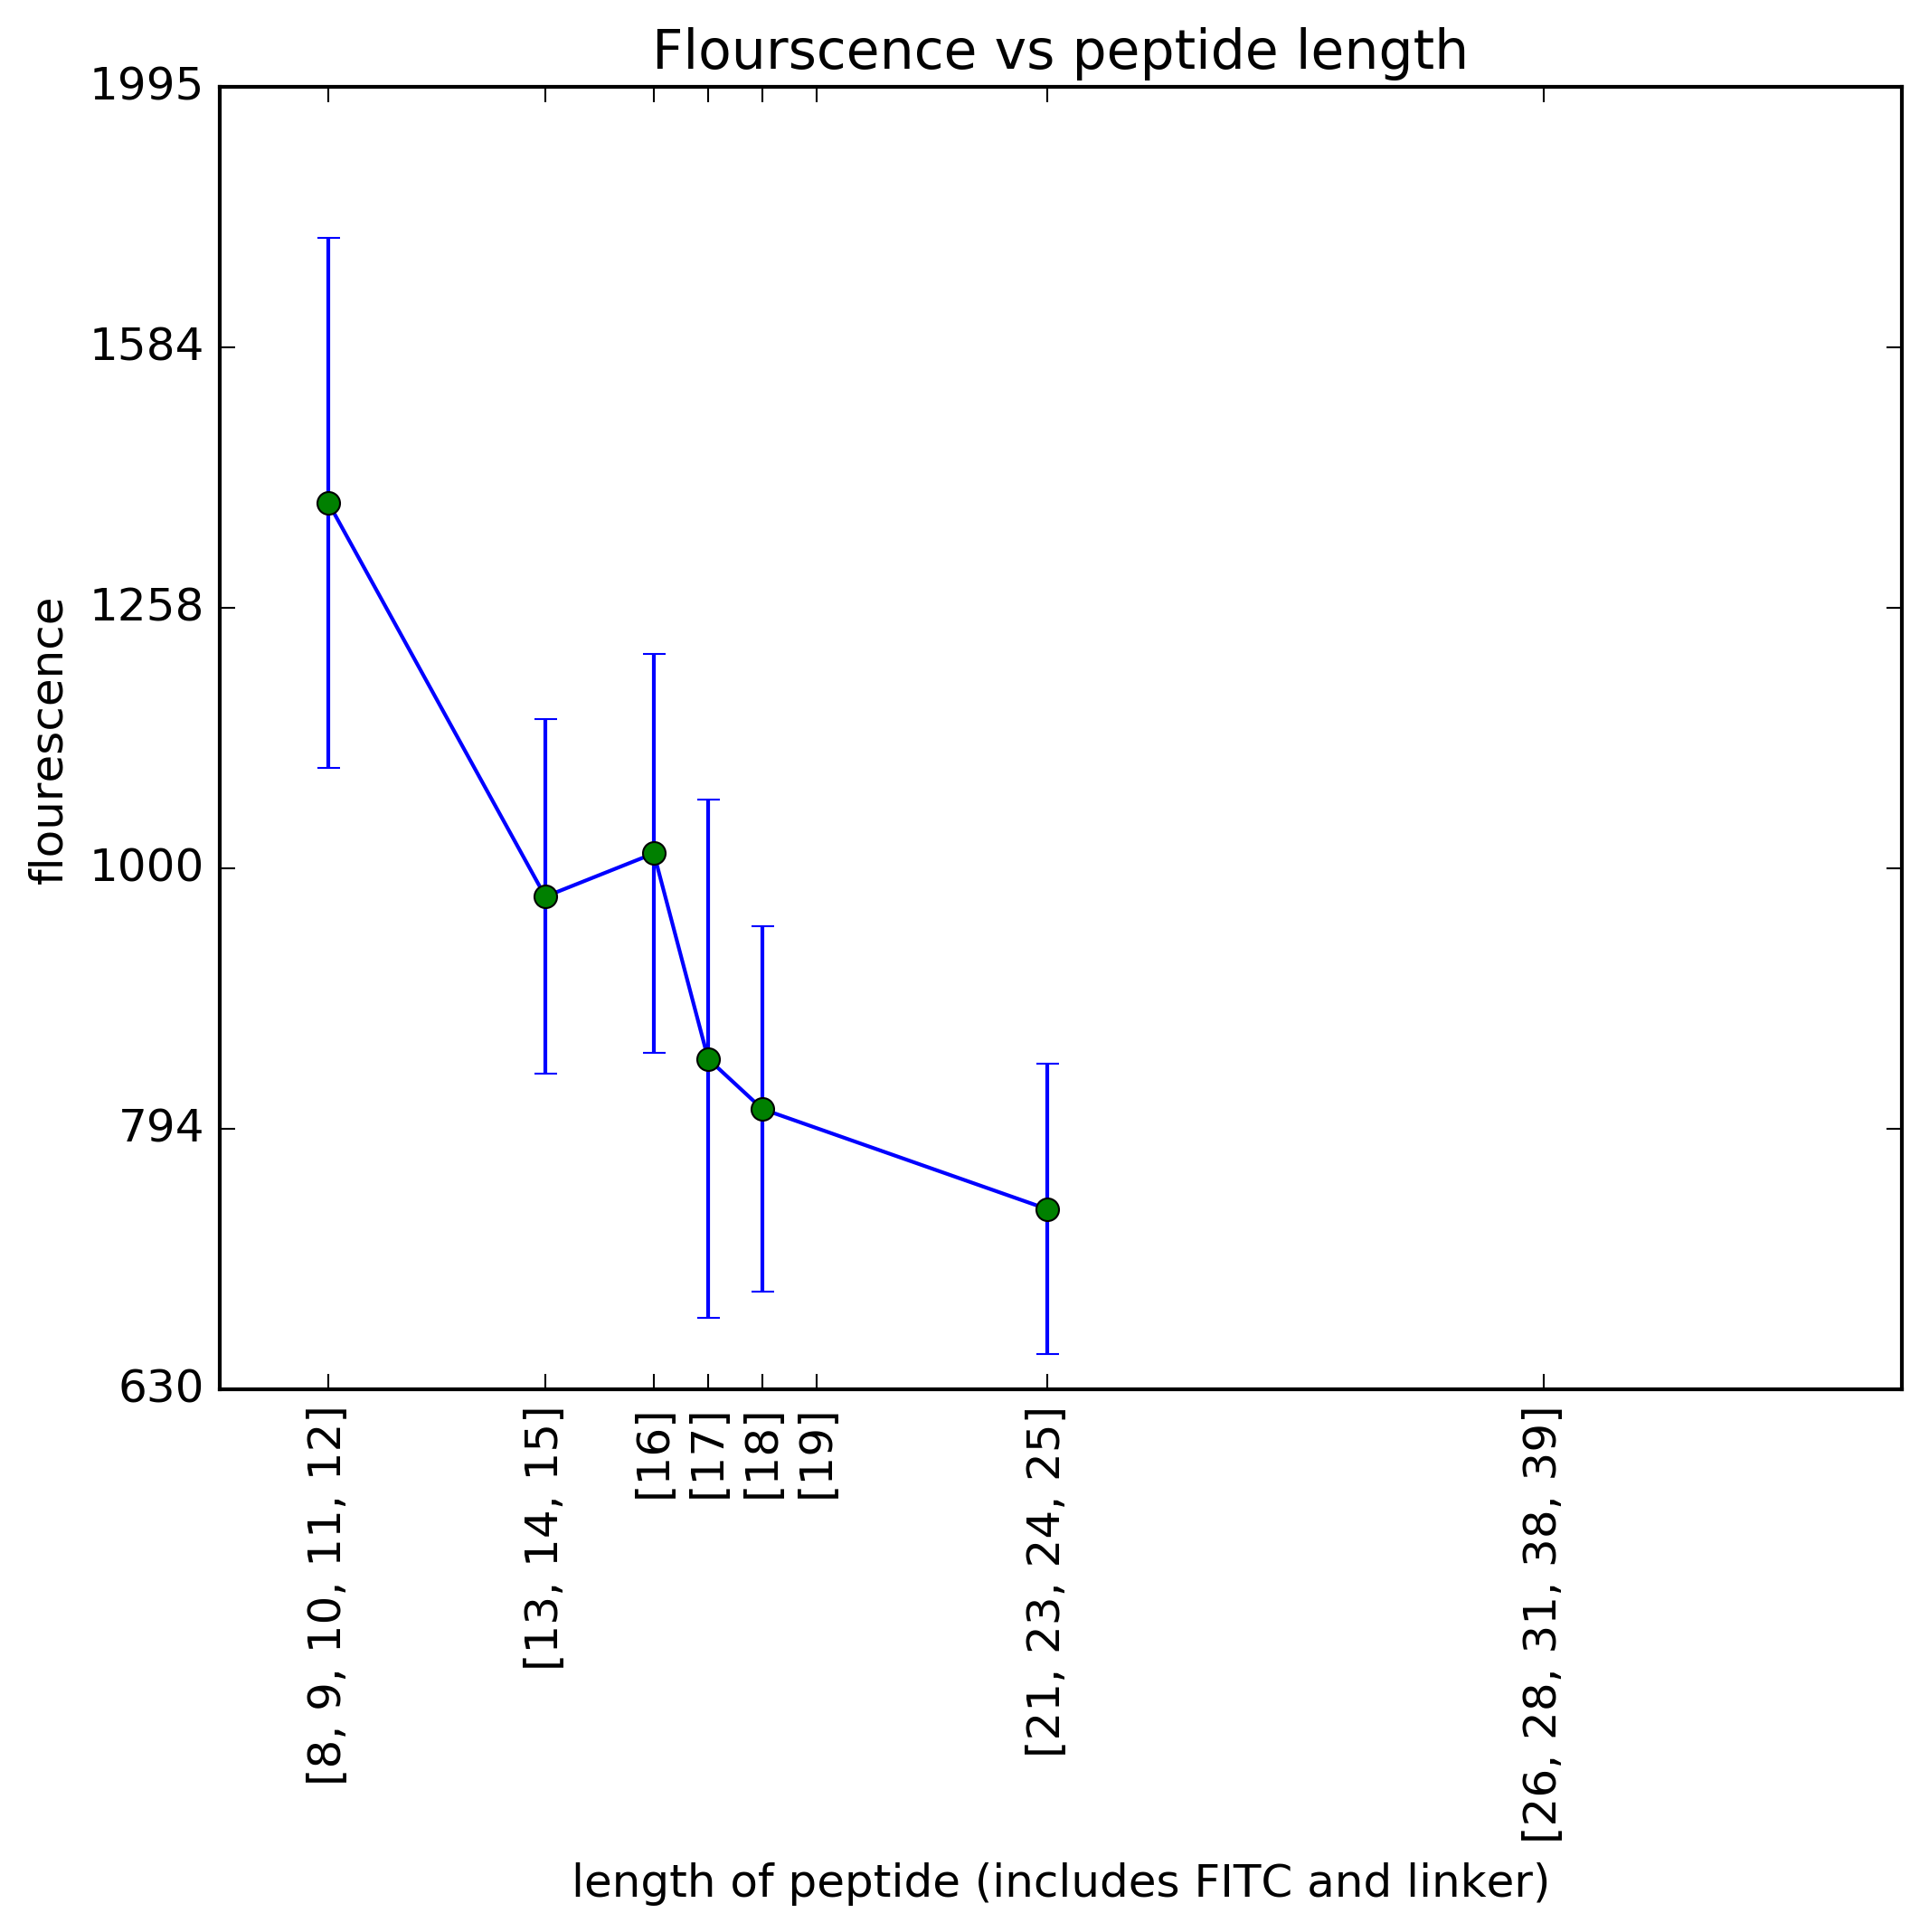 Flourscence vs peptide length
1995
1584
1258
1000
794
630
flourescence
[8, 9, 10, 11, 12]
[13, 14, 15]
[16]
[17]
[18]
[19]
[21, 23, 24, 25]
[26, 28, 31, 38, 39]
length of peptide (includes FITC and linker)